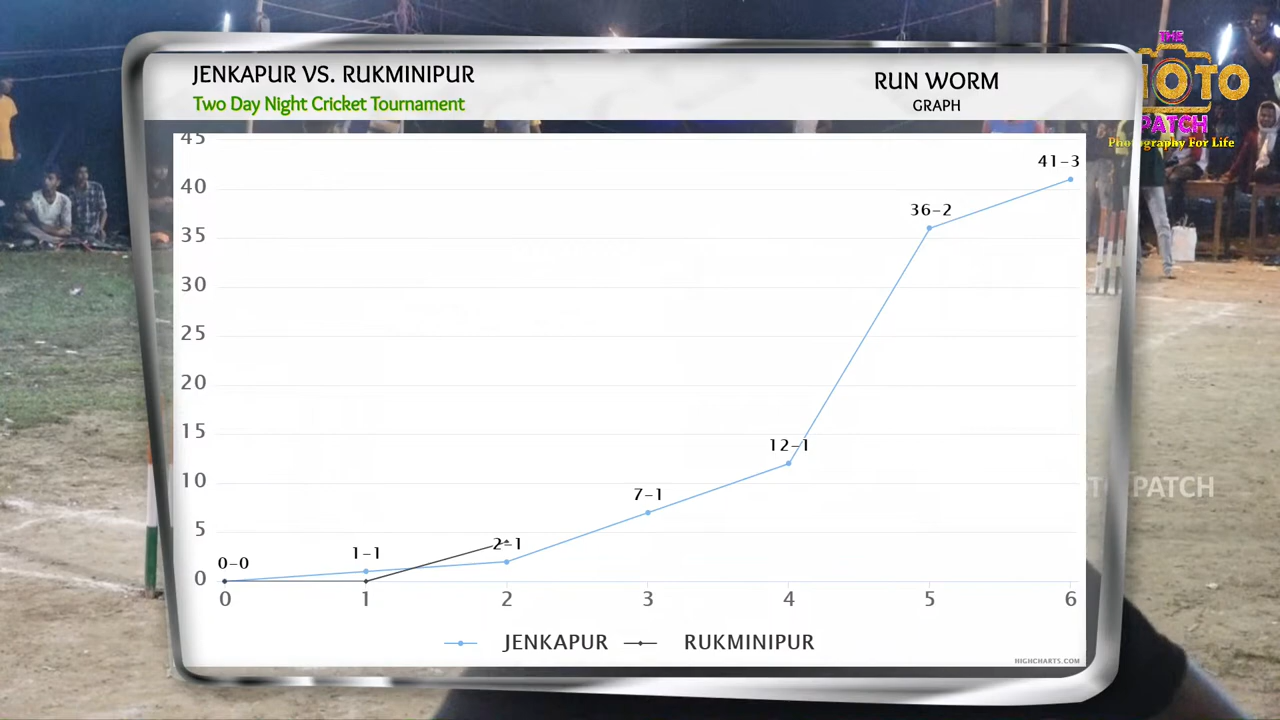 JENKAPUR VS. RUKMINIPUR
Two Day Night Cricket Tournament
RUN WORM
GRAPH
THE
PATCH
Photography For Life
45
40
35
30
25
20
15
10
5
0
0-0
1-1
2-1
7-1
12-1
36-2
41-3
0 1 2 3 4 5 6
JENKAPUR RUKMINIPUR
HIGHCHARTS.COM
PATCH